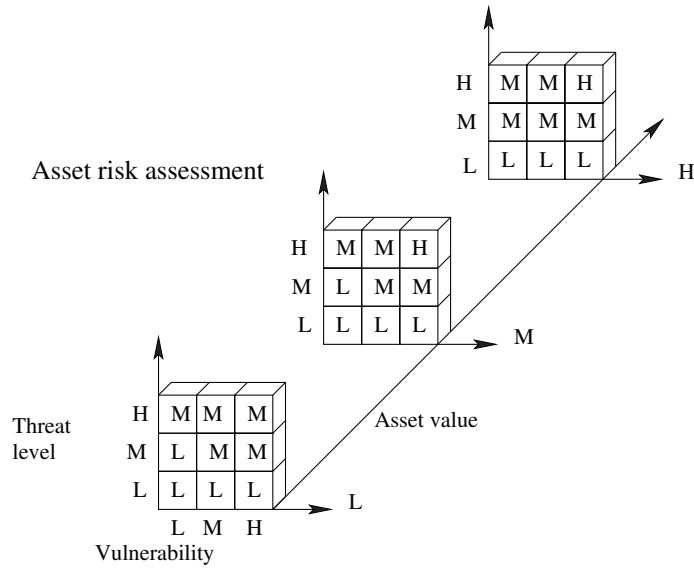 H M M H
M M M M
L L L L
H
Asset risk assessment
H M M H
M L M M
L L L L
M
Asset value
Threat
level
H M M M
M L M M
L L L L
L
L M H
Vulnerability